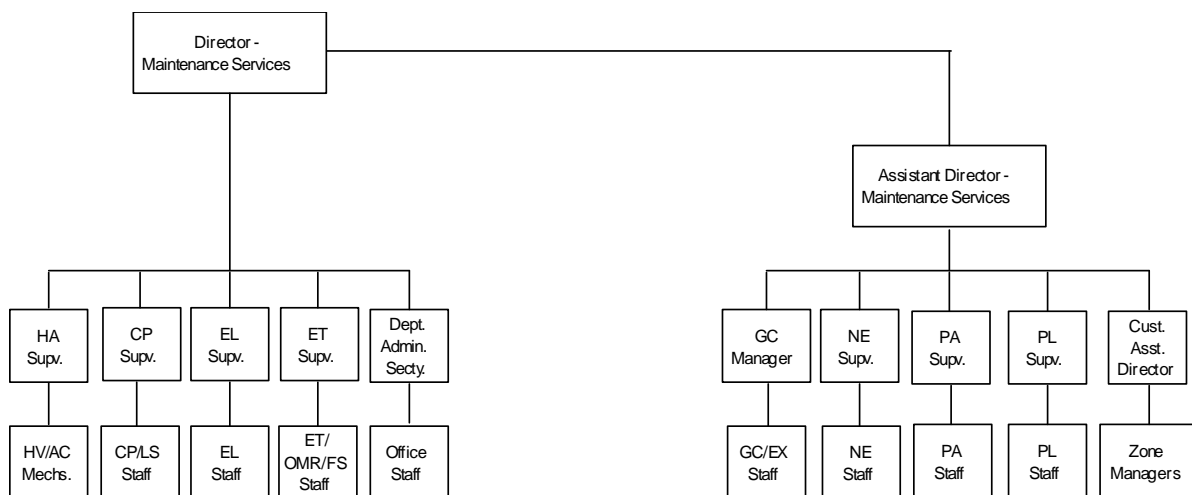 Director -
Maintenance Services
Assistant Director -
Maintenance Services
HA
Supv.
CP
Supv.
EL
Supv.
ET
Supv.
Dept.
Admin.
Secty.
GC
Manager
NE
Supv.
PA
Supv.
PL
Supv.
Cust.
Asst.
Director
HV/AC
Mechs.
CP/LS
Staff
EL
Staff
ET/
OMR/FS
Staff
Office
Staff
GC/EX
Staff
NE
Staff
PA
Staff
PL
Staff
Zone
Managers